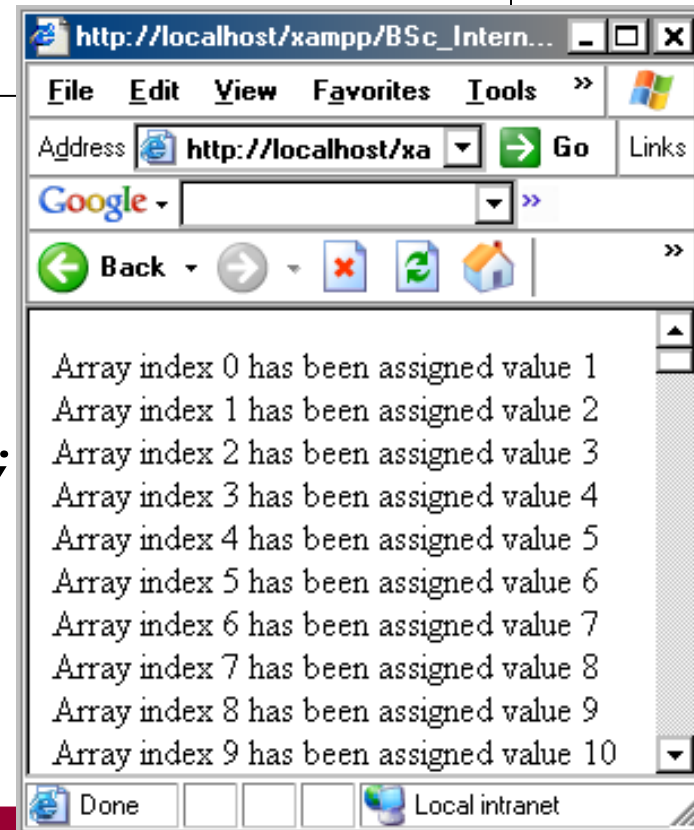 http://localhost/xampp/BSc_Intern...
File Edit View Favorites Tools »
Address http://localhost/xa Go Links
Google »
Back »
Array index 0 has been assigned value 1
Array index 1 has been assigned value 2
;
Array index 2 has been assigned value 3
Array index 3 has been assigned value 4
Array index 4 has been assigned value 5
Array index 5 has been assigned value 6
Array index 6 has been assigned value 7
Array index 7 has been assigned value 8
Array index 8 has been assigned value 9
Array index 9 has been assigned value 10
Done Local intranet